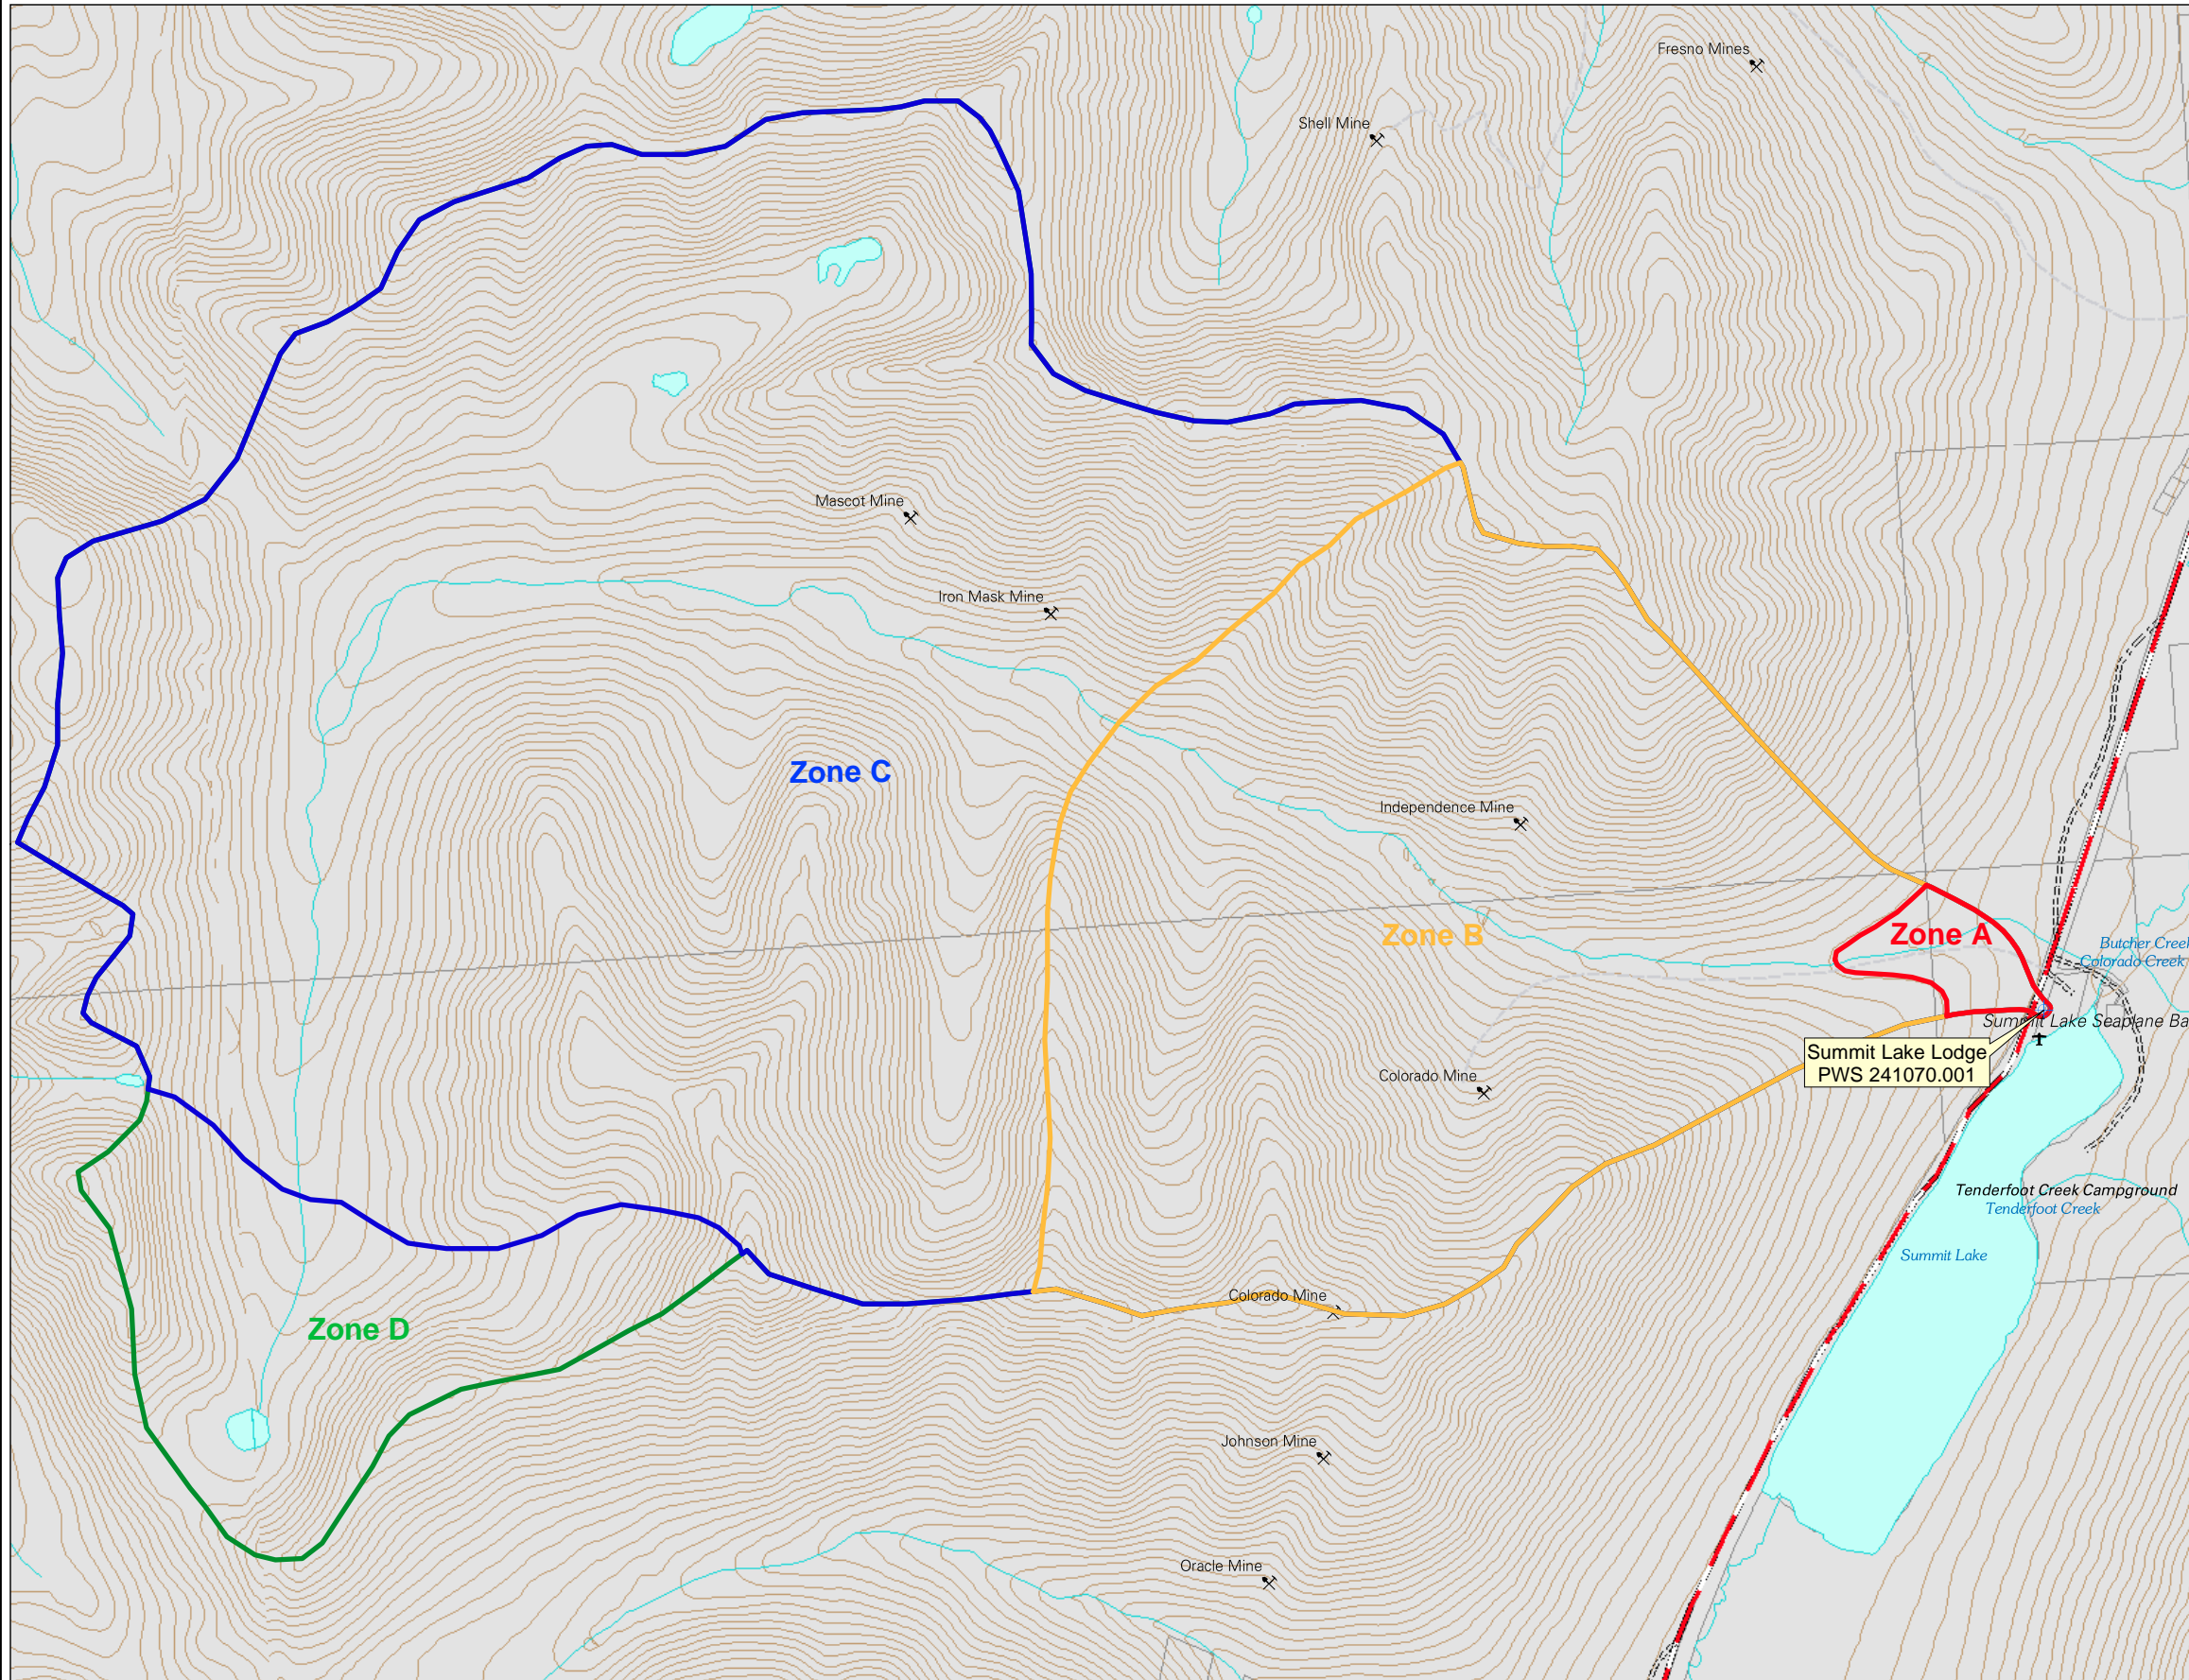 Fresno Mines
Shell Mine
Mascot Mine
Iron Mask Mine
Zone C
Independence Mine
Zone B
Zone A
Butcher Creek
Colorado Creek
Summit Lake Seaplane Ba
Summit Lake Lodge
PWS 241070.001
Colorado Mine
Tenderfoot Creek Campground
Tenderfoot Creek
Summit Lake
Colorado Mine
Zone D
Johnson Mine
Oracle Mine